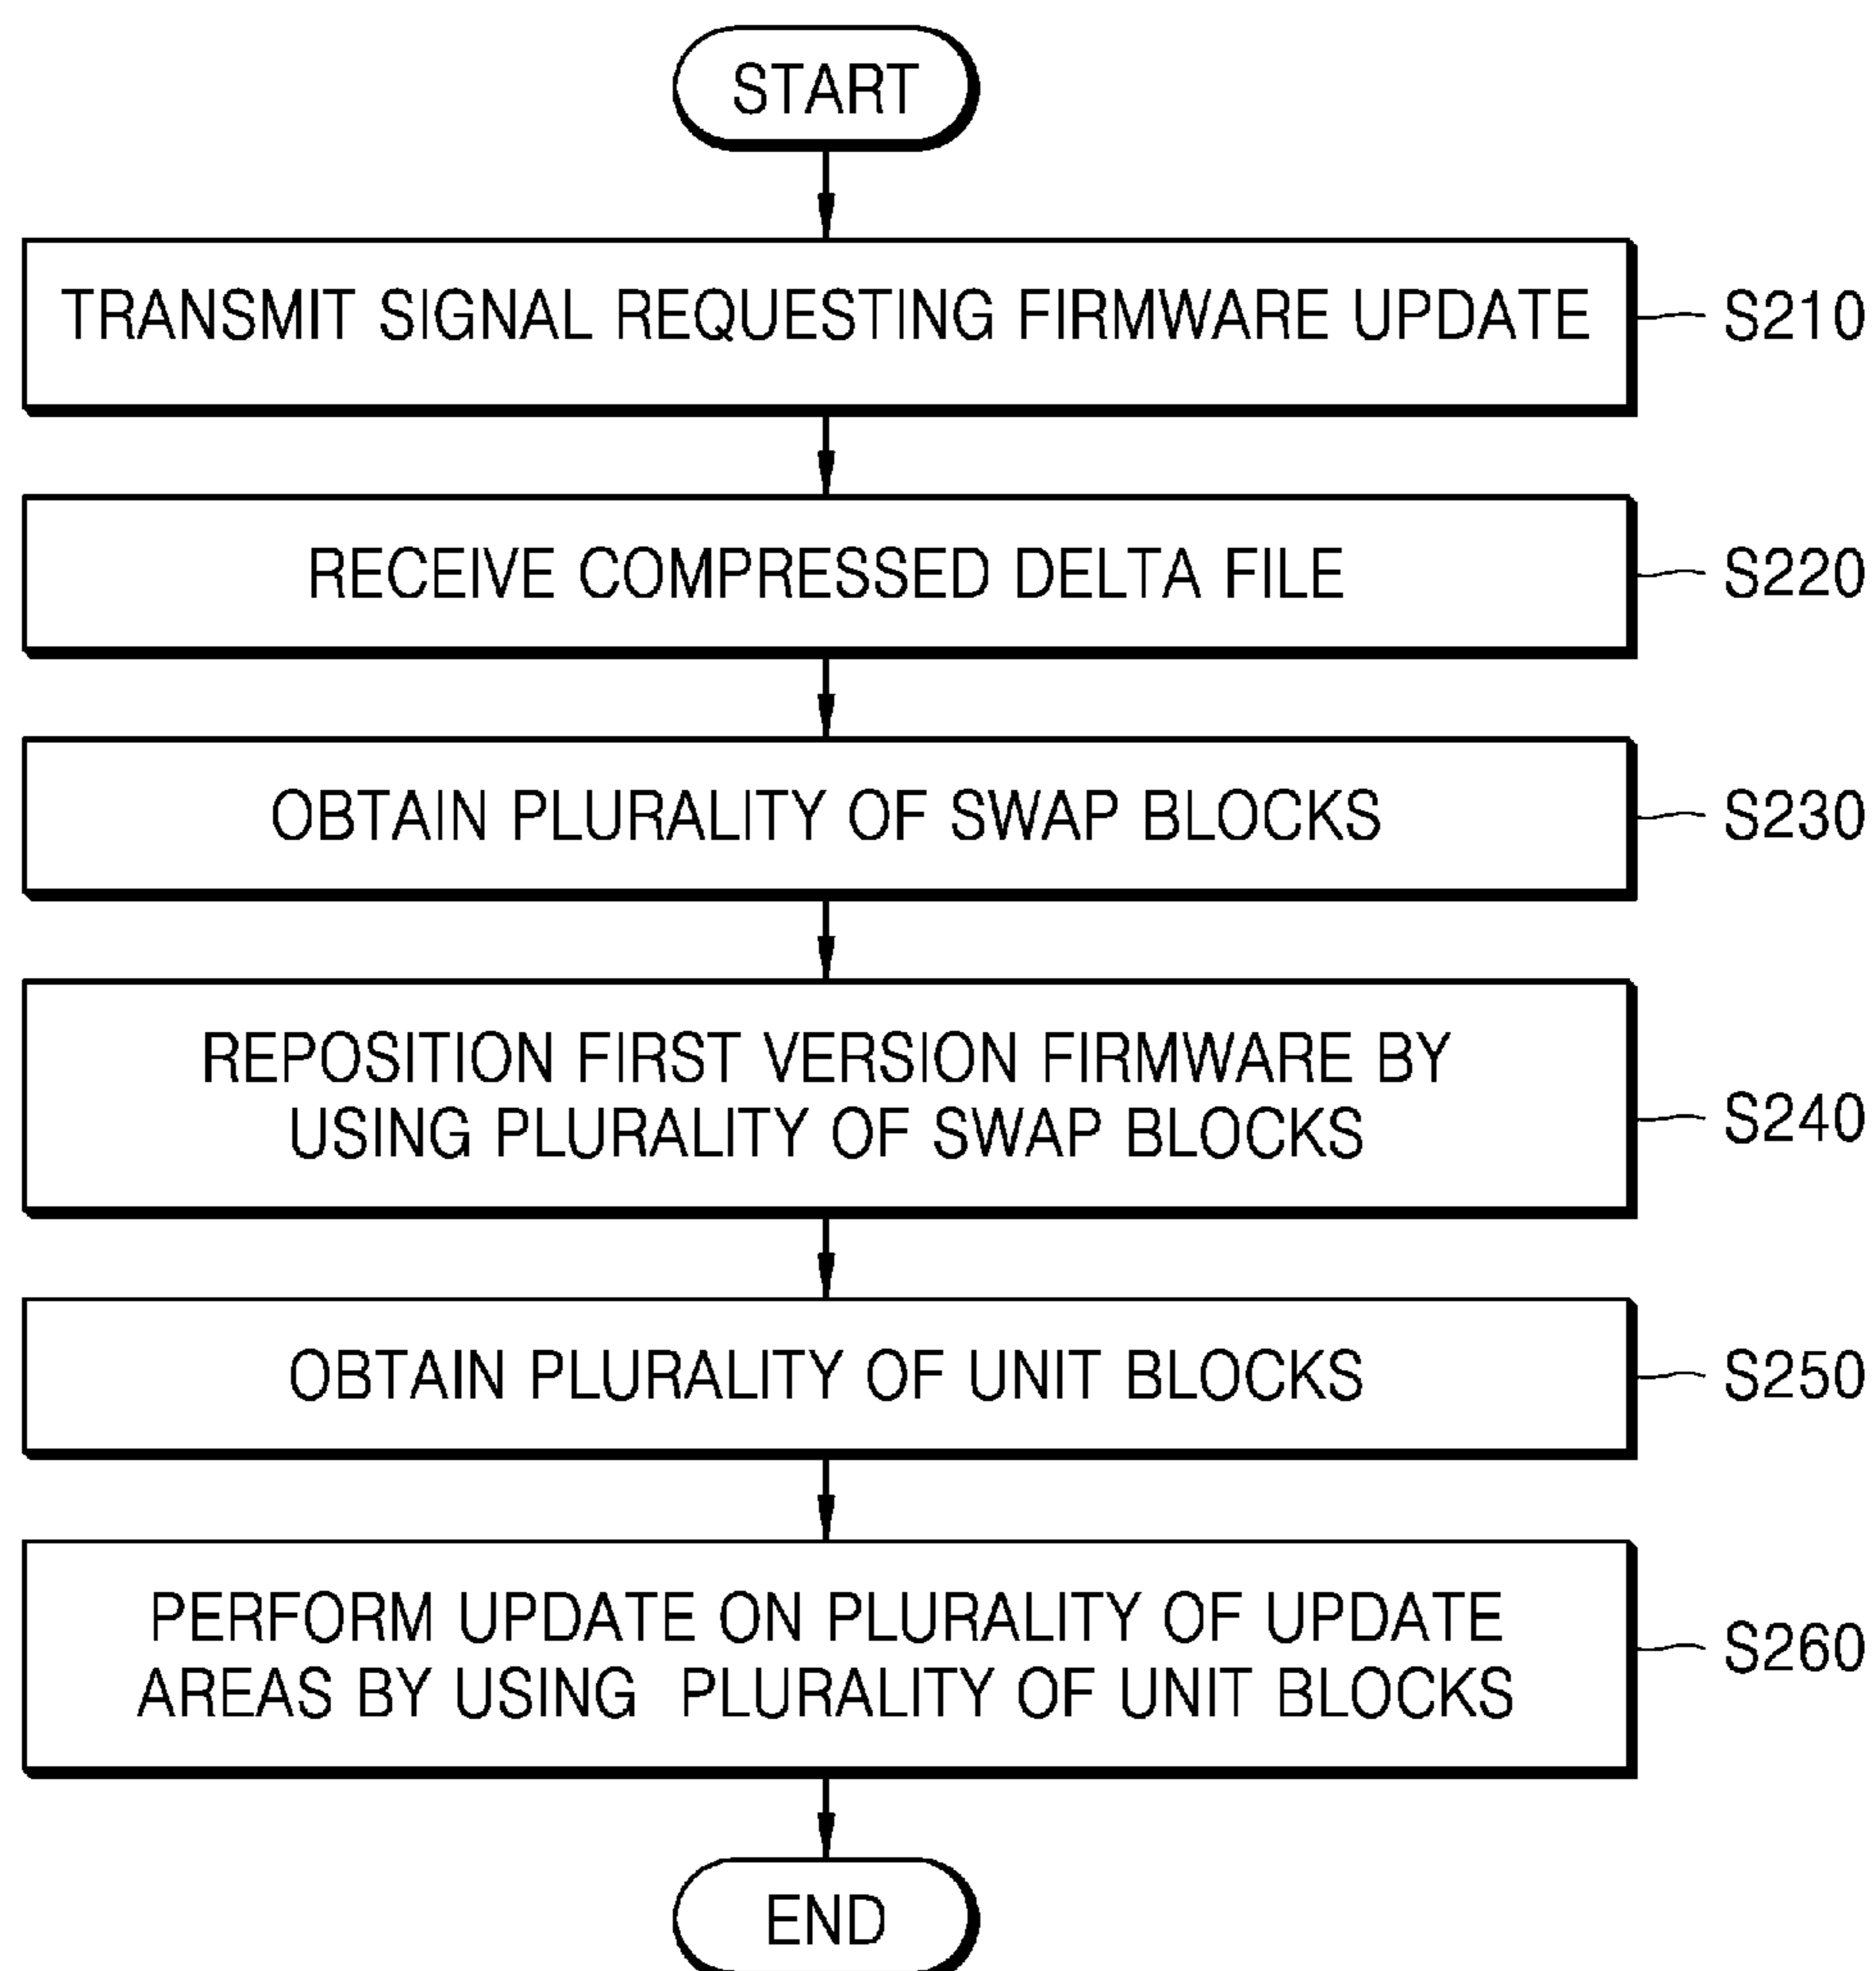 START
TRANSMIT SIGNAL REQUESTING FIRMWARE UPDATE
S210
RECEIVE COMPRESSED DELTA FILE
S220
OBTAIN PLURALITY OF SWAP BLOCKS
S230
REPOSITION FIRST VERSION FIRMWARE BY
USING PLURALITY OF SWAP BLOCKS
S240
OBTAIN PLURALITY OF UNIT BLOCKS
S250
PERFORM UPDATE ON PLURALITY OF UPDATE
AREAS BY USING PLURALITY OF UNIT BLOCKS
S260
END